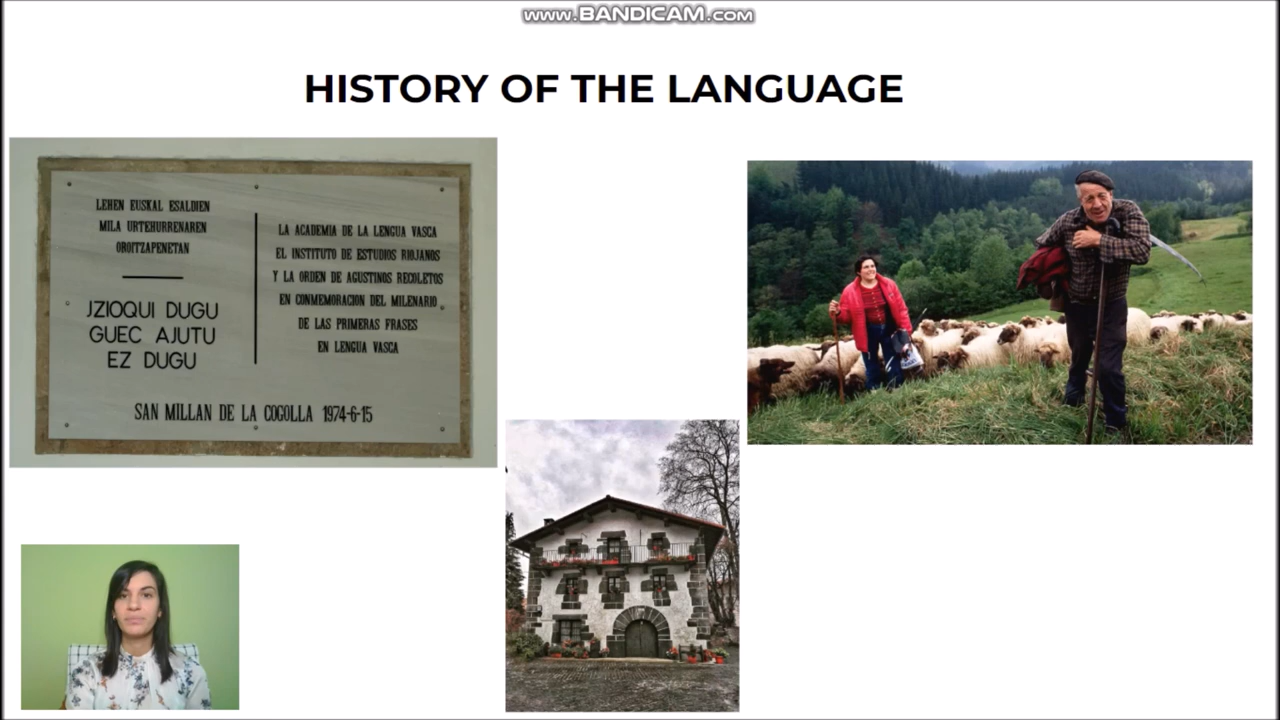 www.BANDICAM.com
HISTORY OF THE LANGUAGE
LEHEN EUSKAL ESALDIEN
MILA URTEHURRENAREN
OROITZAPENETAN
JZIOQUI DUGU
GUEC AJUTU
EZ DUGU
LA ACADEMIA DE LA LENGUA VASCA
EL INSTITUTO DE ESTUDIOS RIOJANOS
Y LA ORDEN DE AGUSTINOS RECOLETOS
EN CONMEMORACION DEL MILENARIO
DE LAS PRIMERAS FRASES
EN LENGUA VASCA
SAN MILLAN DE LA COGOLLA 1974-6-15